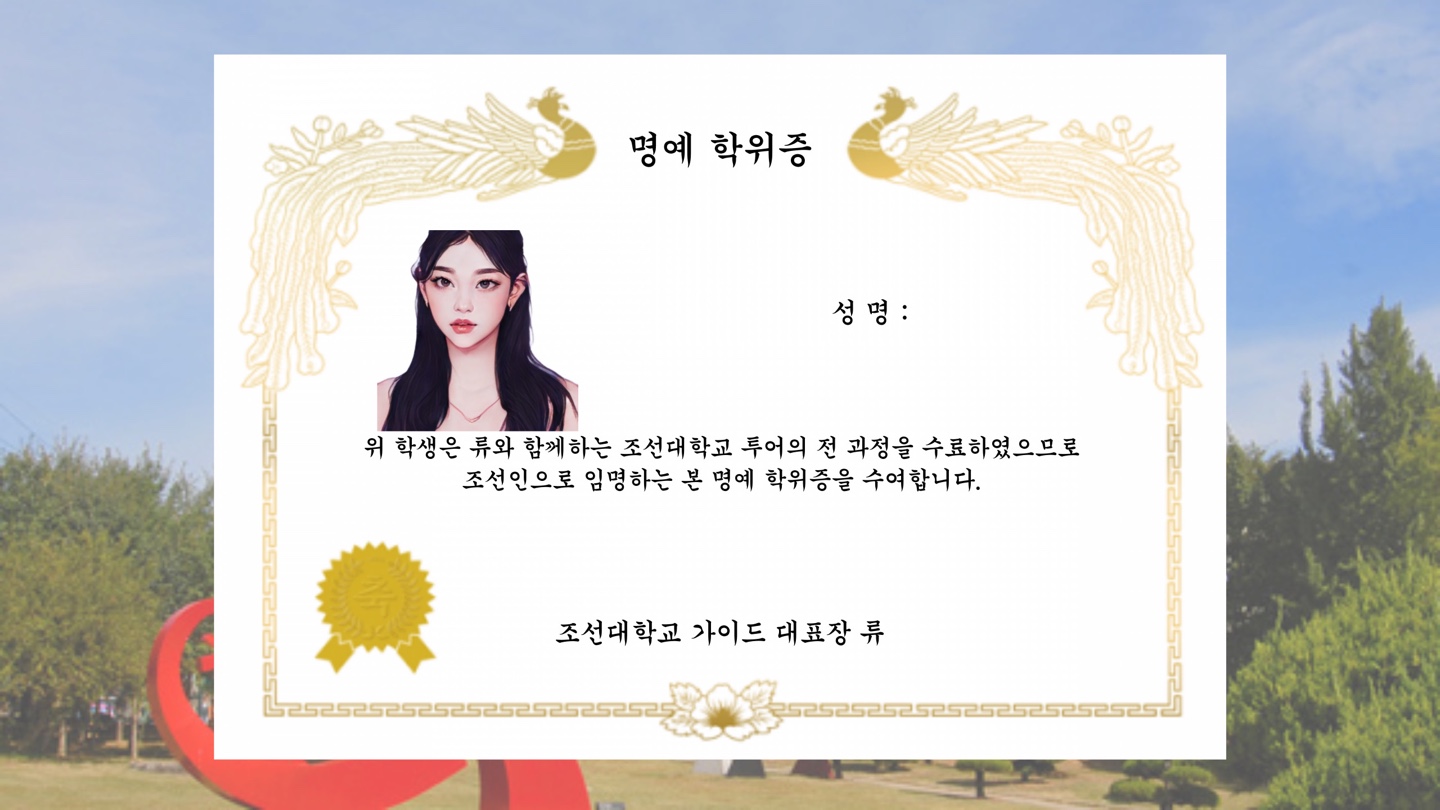 명예 학위증
성 명 :
위 학생은 류와 함께하는 조선대학교 투어의 전 과정을 수료하였으므로
조선인으로 임명하는 본 명예 학위증을 수여합니다.
축
조선대학교 가이드 대표장 류